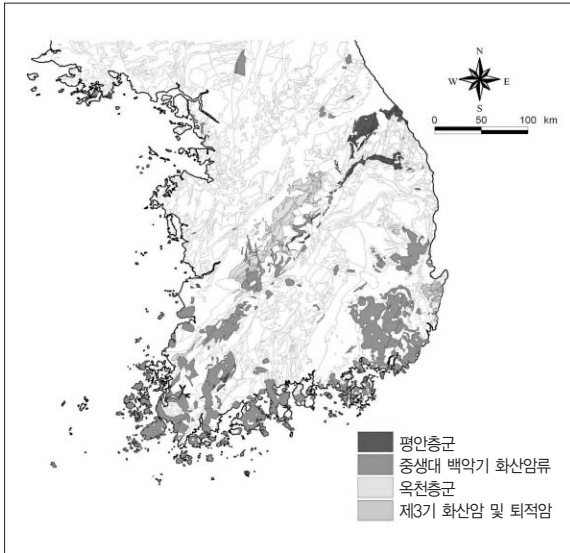 N
W E
S
0 50 100 km
평안층군
중생대 백악기 화산암류
옥천층군
제3기 화산암 및 퇴적암